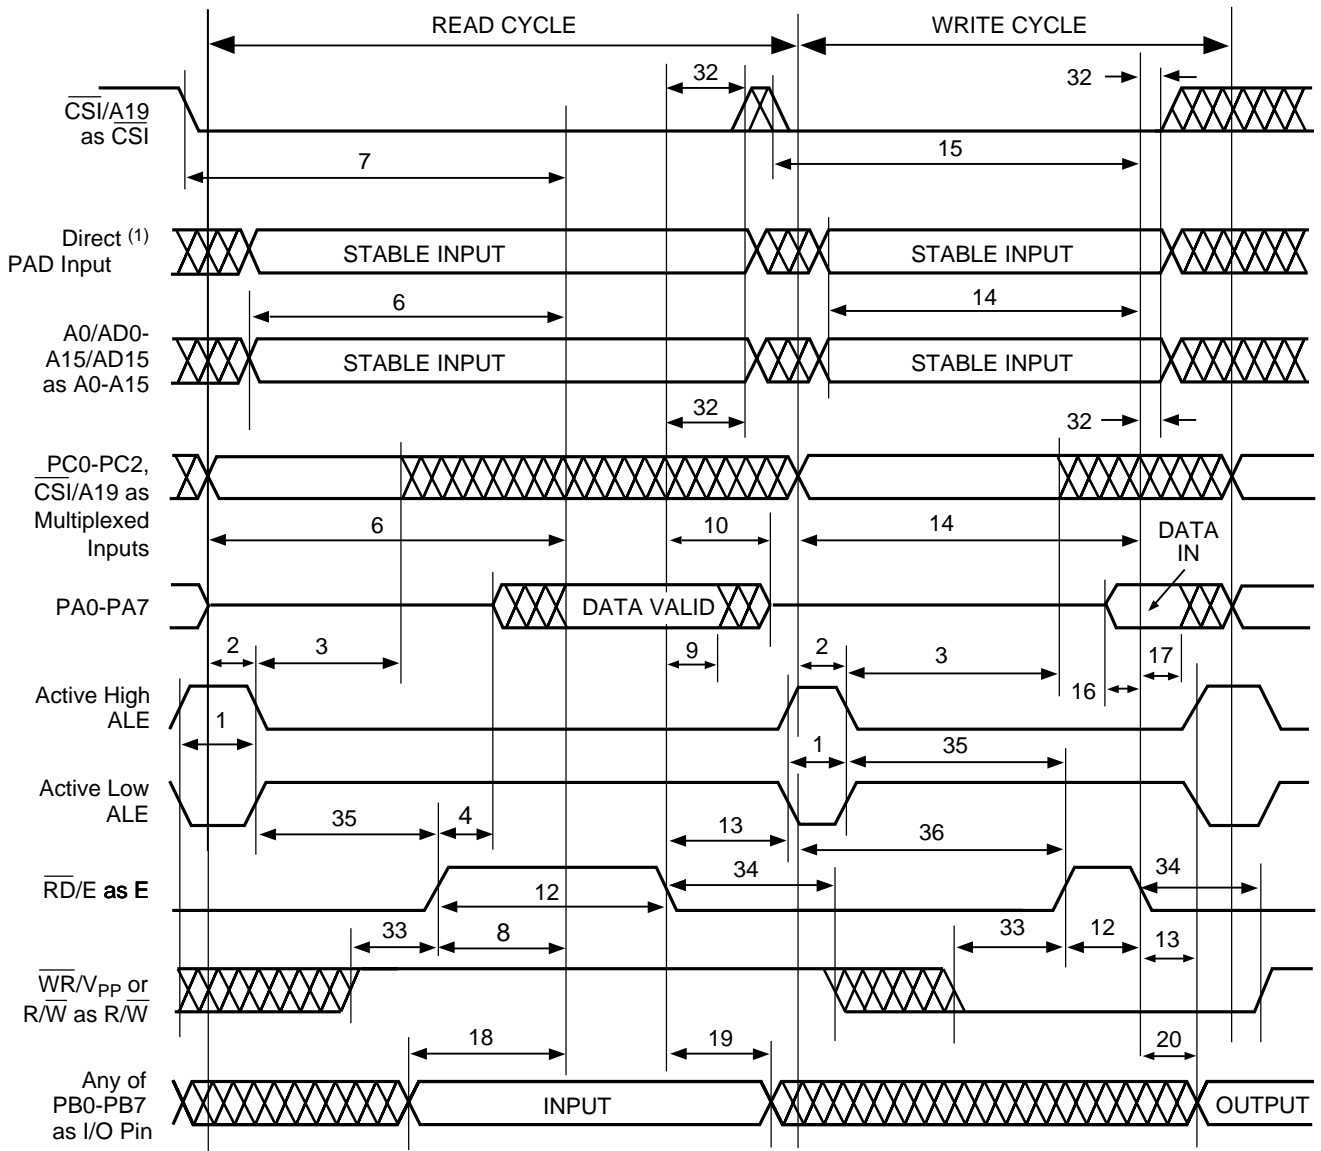 READ CYCLE
WRITE CYCLE
32
32
CSI/A19
as CSI
7
15
Direct (1)
PAD Input
STABLE INPUT
STABLE INPUT
6
14
A0/AD0-
A15/AD15
as A0-A15
STABLE INPUT
STABLE INPUT
32
32
PC0-PC2,
CSI/A19 as
Multiplexed
Inputs
6
10
14
DATA
IN
PA0-PA7
DATA VALID
2
3
9
2
3
17
16
Active High
ALE
1
1
35
Active Low
ALE
35
4
13
36
34
34
RD/E as E
12
33
8
33
12
13
WR/VPP or
R/W as R/W
18
19
20
Any of
PB0-PB7
as I/O Pin
INPUT
OUTPUT